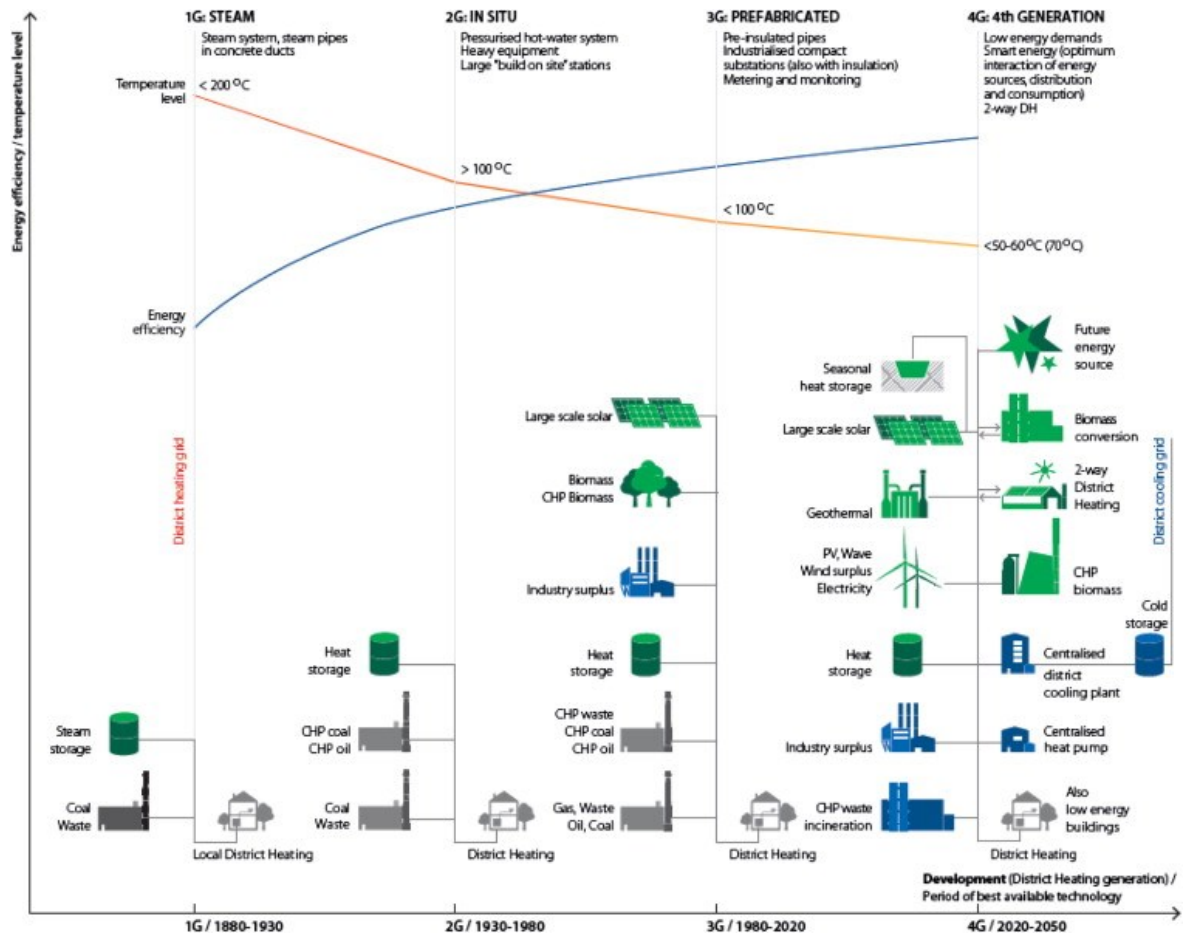 1G: STEAM
Steam system, steam pipes
in concrete ducts
2G: IN SITU
Pressurised hot-water system
Heavy equipment
Large "build on site" stations
3G: PREFABRICATED
Pre-insulated pipes
Industrialised compact
substations (also with insulation)
Metering and monitoring
4G: 4th GENERATION
Low energy demands
Smart energy (optimum
interaction of energy
sources, distribution
and consumption)
2-way DH
Energy efficiency / temperature level
Temperature
level
< 200 °C
> 100 °C
< 100 °C
<50-60°C (70°C)
Energy
efficiency
District heating grid
Steam
storage
Coal
Waste
Local District Heating
Heat
storage
CHP coal
CHP oil
Coal
Waste
District Heating
Large scale solar
Biomass
CHP Biomass
Industry surplus
Heat
storage
CHP waste
CHP coal
CHP oil
Gas, Waste
Oil, Coal
District Heating
Seasonal
heat storage
Large scale solar
Geothermal
PV, Wave
Wind surplus
Electricity
Heat
storage
Industry surplus
CHP waste
incineration
Future
energy
source
Biomass
conversion
2-way
District
Heating
CHP
biomass
Centralised
district
cooling plant
Centralised
heat pump
Also
low energy
buildings
District Heating
District cooling grid
Cold
storage
Development (District Heating generation) /
Period of best available technology
1G / 1880-1930
2G / 1930-1980
3G / 1980-2020
4G / 2020-2050